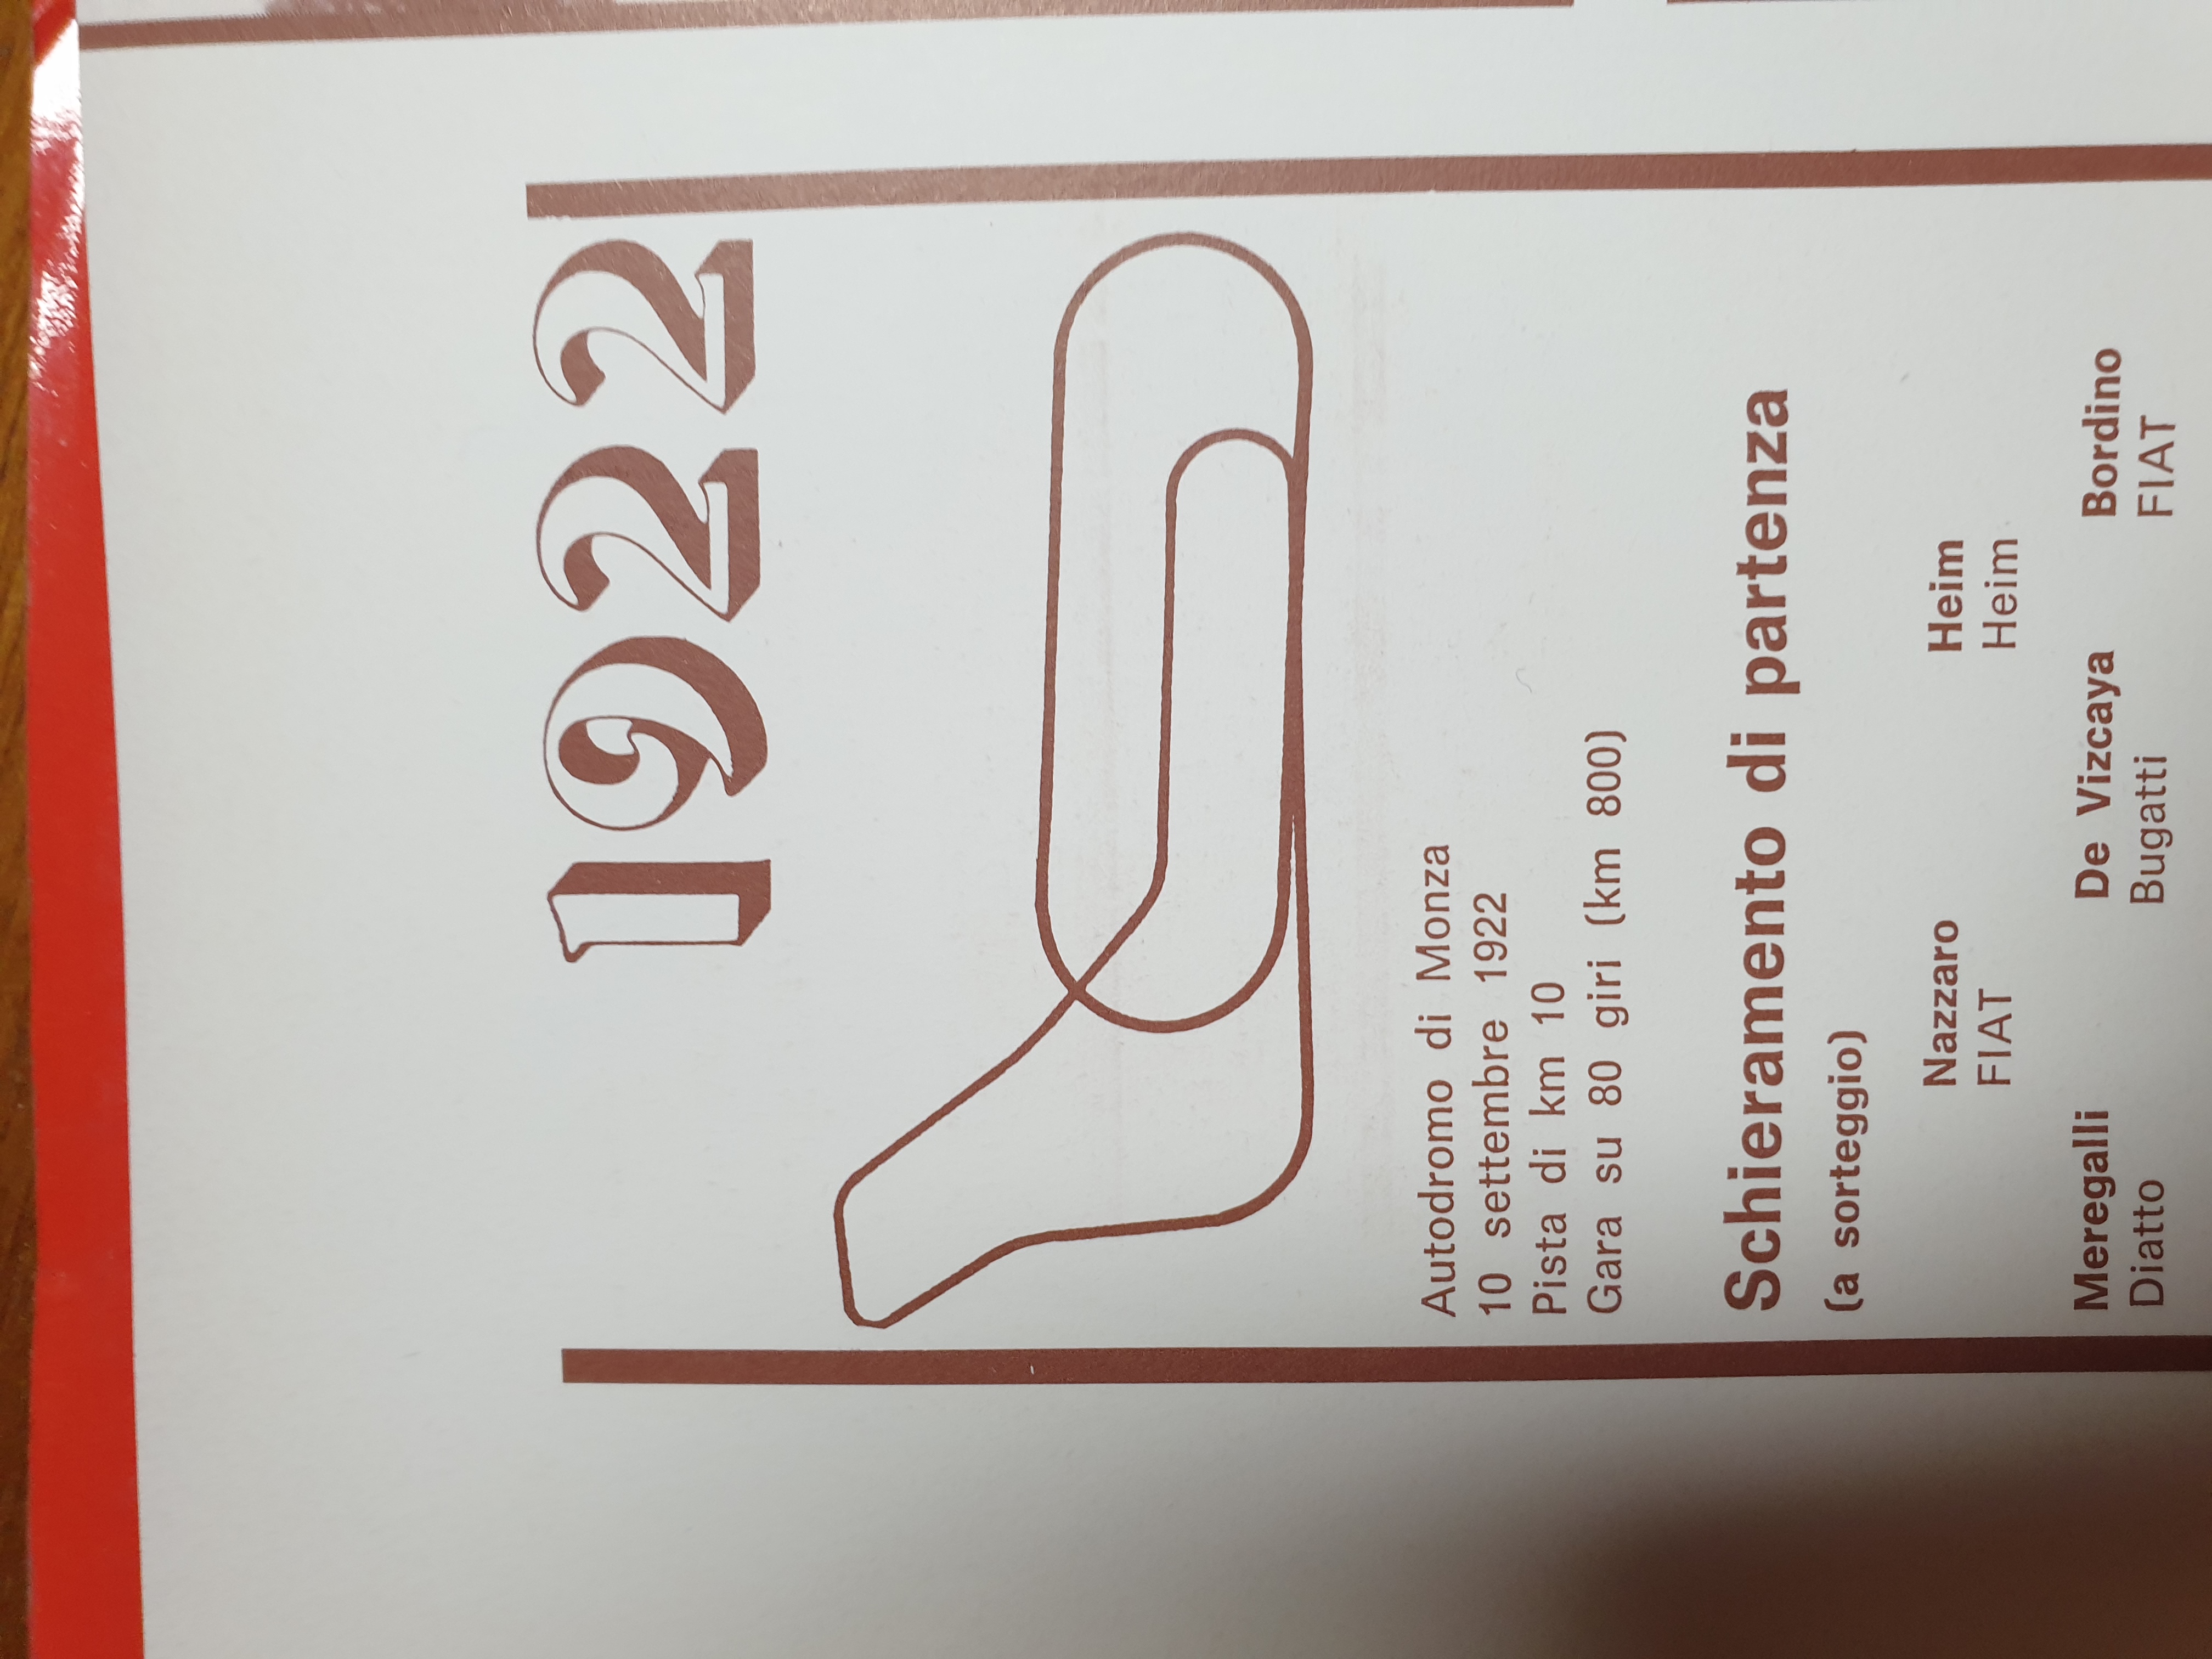 1922
Autodromo di Monza
10 settembre 1922
Pista di km 10
Gara su 80 giri (km 800)
Schieramento di partenza
(a sorteggio)
Nazzaro Heim
FIAT Heim
Meregalli De Vizcaya Bordino
Diatto Bugatti FIAT